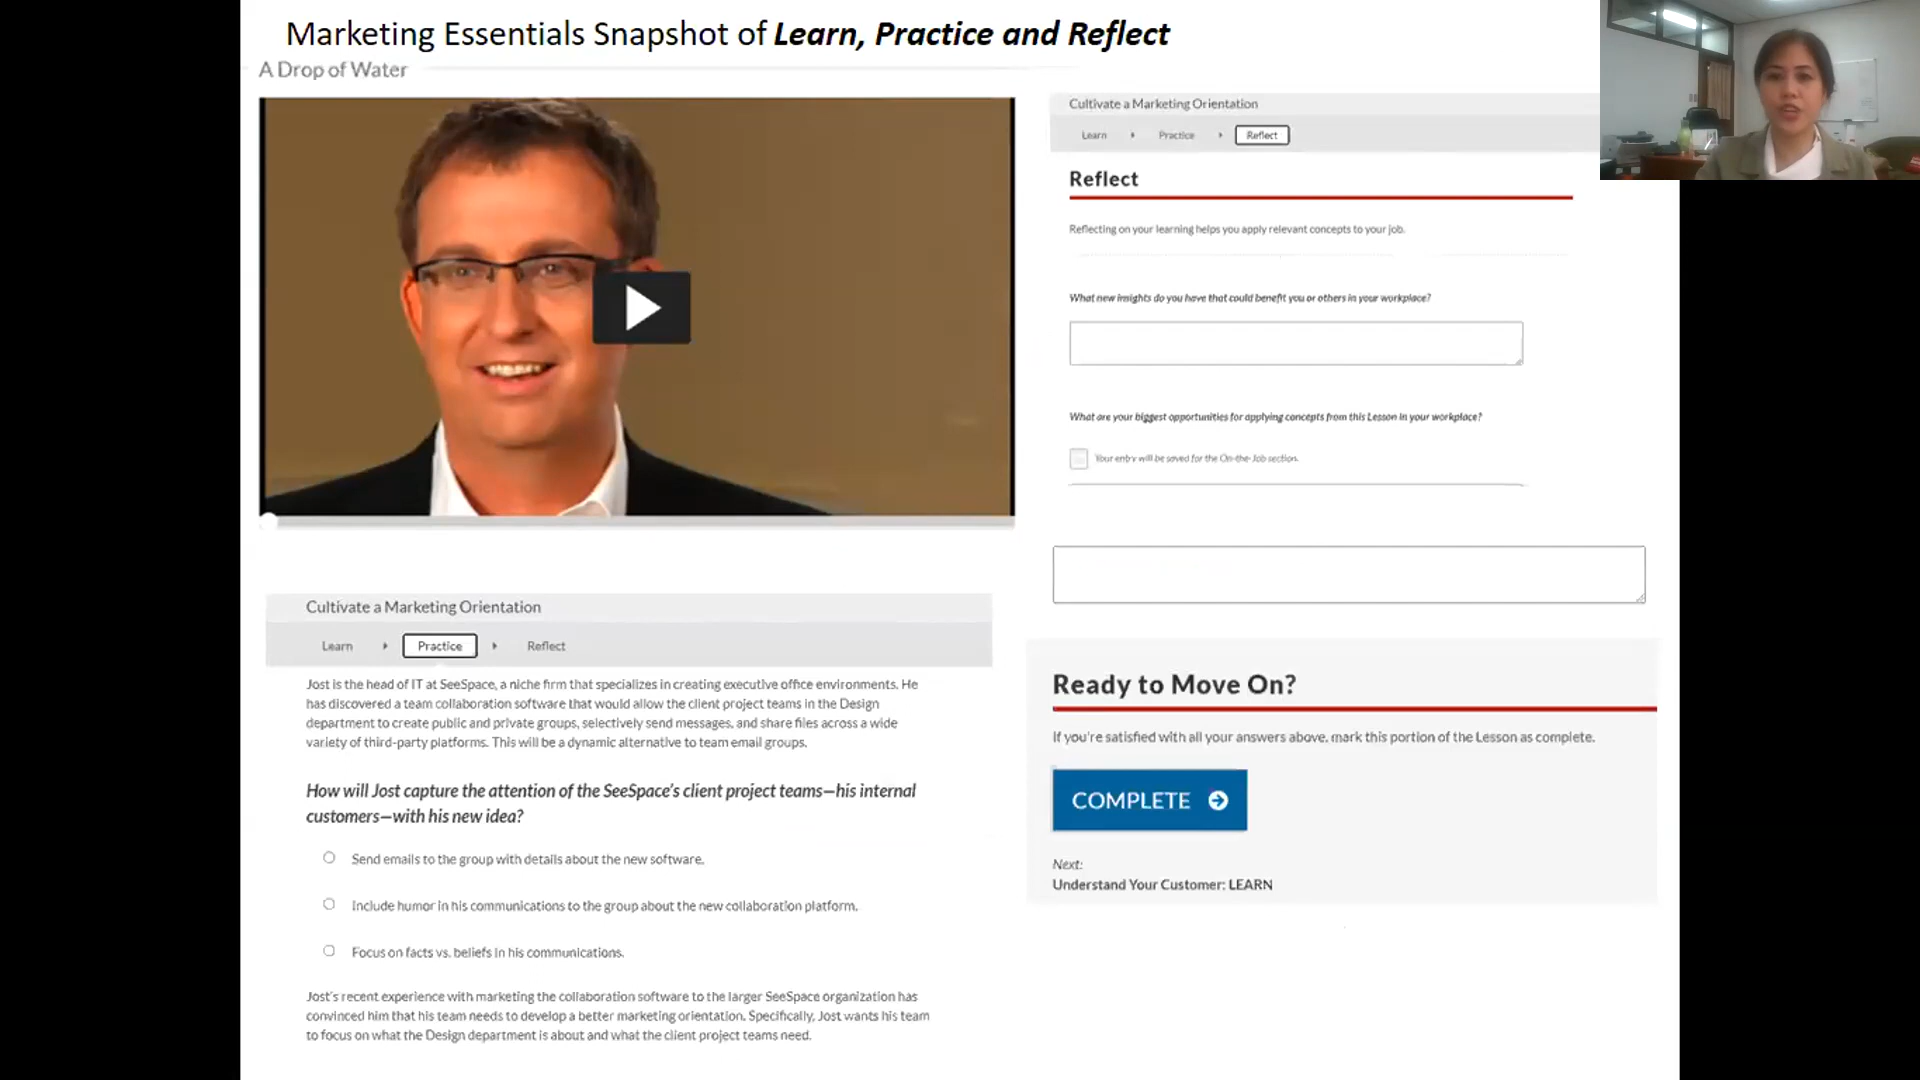 Marketing Essentials Snapshot of Learn, Practice and Reflect
A Drop of Water
Cultivate a Marketing Orientation
Learn Practice Reflect
Jost is the head of IT at SeeSpace, a niche firm that specializes in creating executive office environments. He
has discovered a team collaboration software that would allow the client project teams in the Design
department to create public and private groups, selectively send messages, and share files across a wide
variety of third-party platforms. This will be a dynamic alternative to team email groups.
How will Jost capture the attention of the SeeSpace's client project teams—his internal
customers—with his new idea?
Send emails to the group with details about the new software.
Include humor in his communications to the group about the new collaboration platform.
Focus on facts vs. beliefs in his communications.
Jost's recent experience with marketing the collaboration software to the larger SeeSpace organization has
convinced him that his team needs to develop a better marketing orientation. Specifically, Jost wants his team
to focus on what the Design department is about and what the client project teams need.
Cultivate a Marketing Orientation
Learn Practice Reflect
Reflect
Reflecting on your learning helps you apply relevant concepts to your job.
What new insights do you have that could benefit you or others in your workplace?
What are your biggest opportunities for applying concepts from this Lesson in your workplace?
Your entry will be saved for the On-the-Job section.
Ready to Move On?
If you're satisfied with all your answers above, mark this portion of the Lesson as complete.
COMPLETE
Next:
Understand Your Customer: LEARN